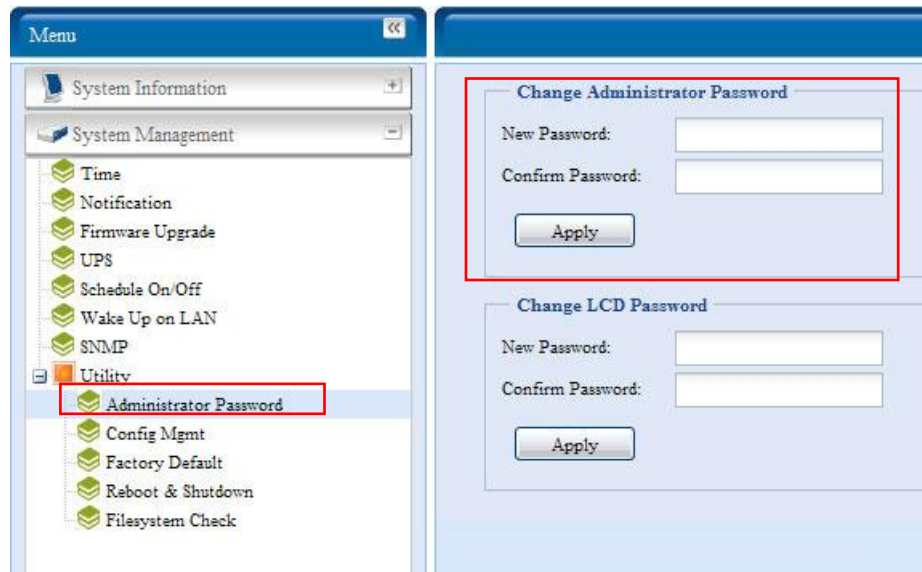 Menu
System Information
System Management
Time
Notification
Firmware Upgrade
UPS
Schedule On/Off
Wake Up on LAN
SNMP
Utility
Administrator Password
Config Mgmt
Factory Default
Reboot & Shutdown
Filesystem Check
Change Administrator Password
New Password:
Confirm Password:
Apply
Change LCD Password
New Password:
Confirm Password:
Apply